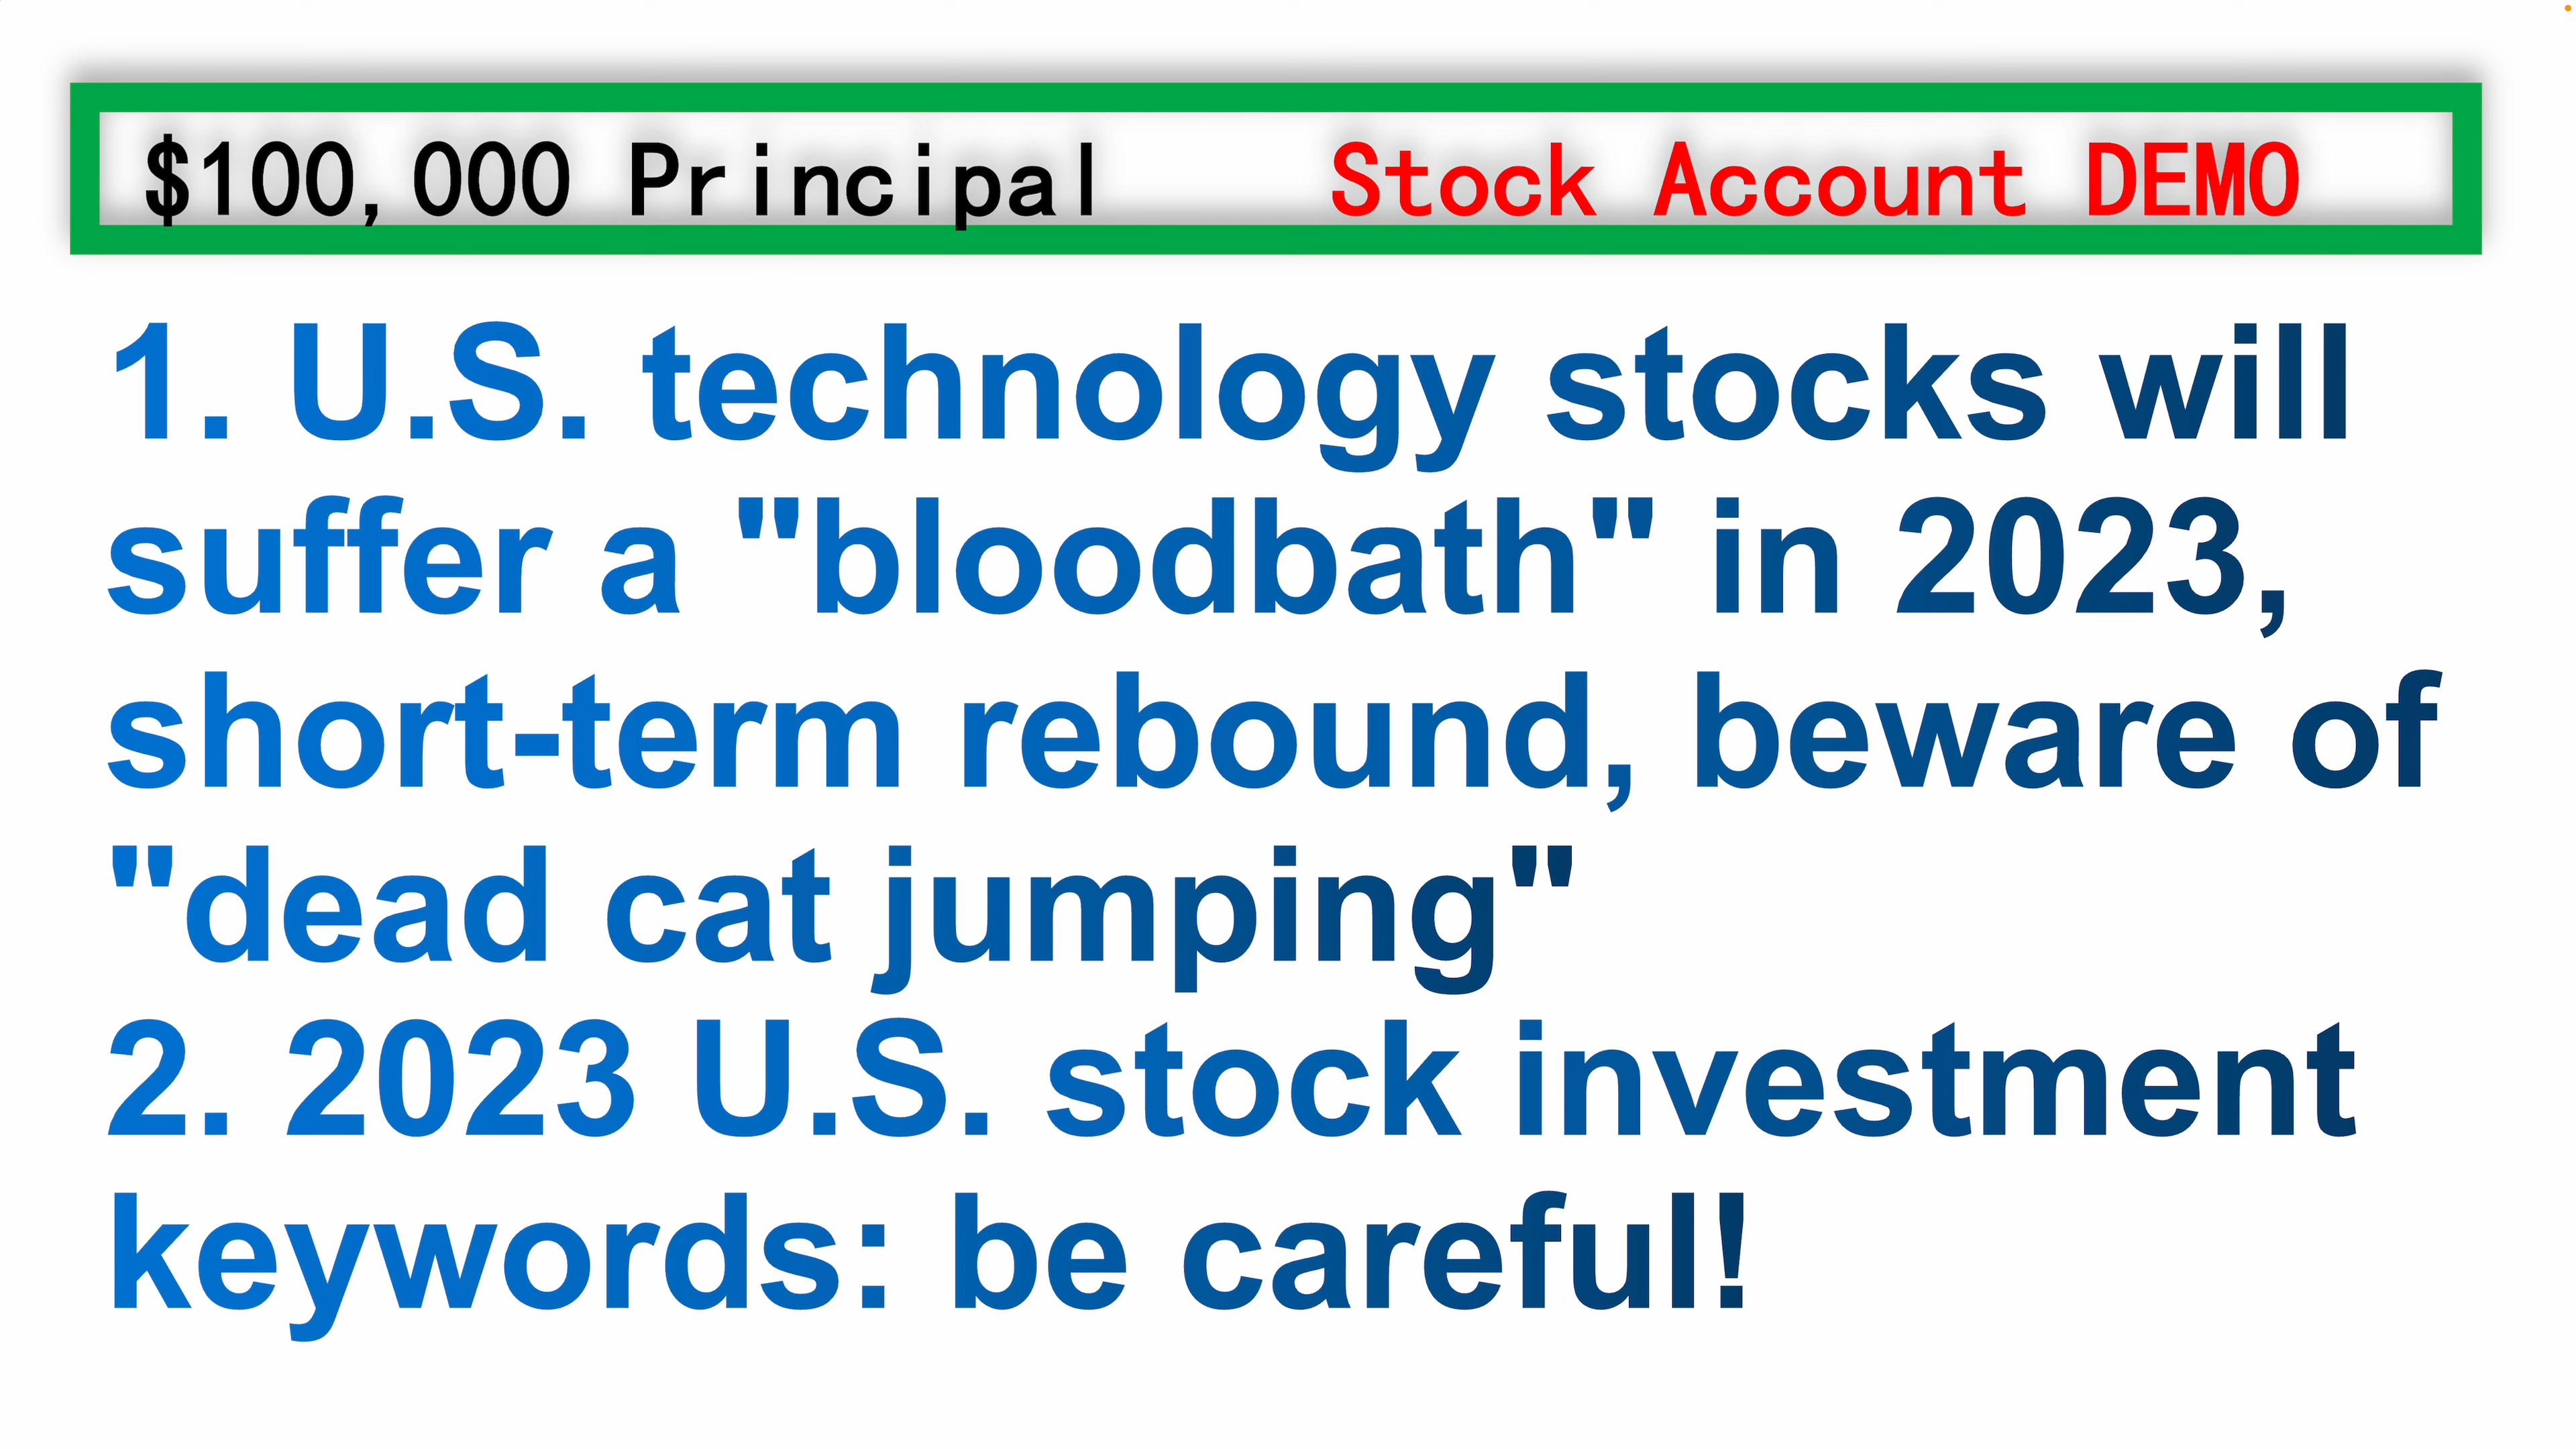 $100,000 Principal Stock Account DEMO
1. U.S. technology stocks will
suffer a "bloodbath" in 2023,
short-term rebound, beware of
"dead cat jumping"
2. 2023 U.S. stock investment
keywords: be careful!